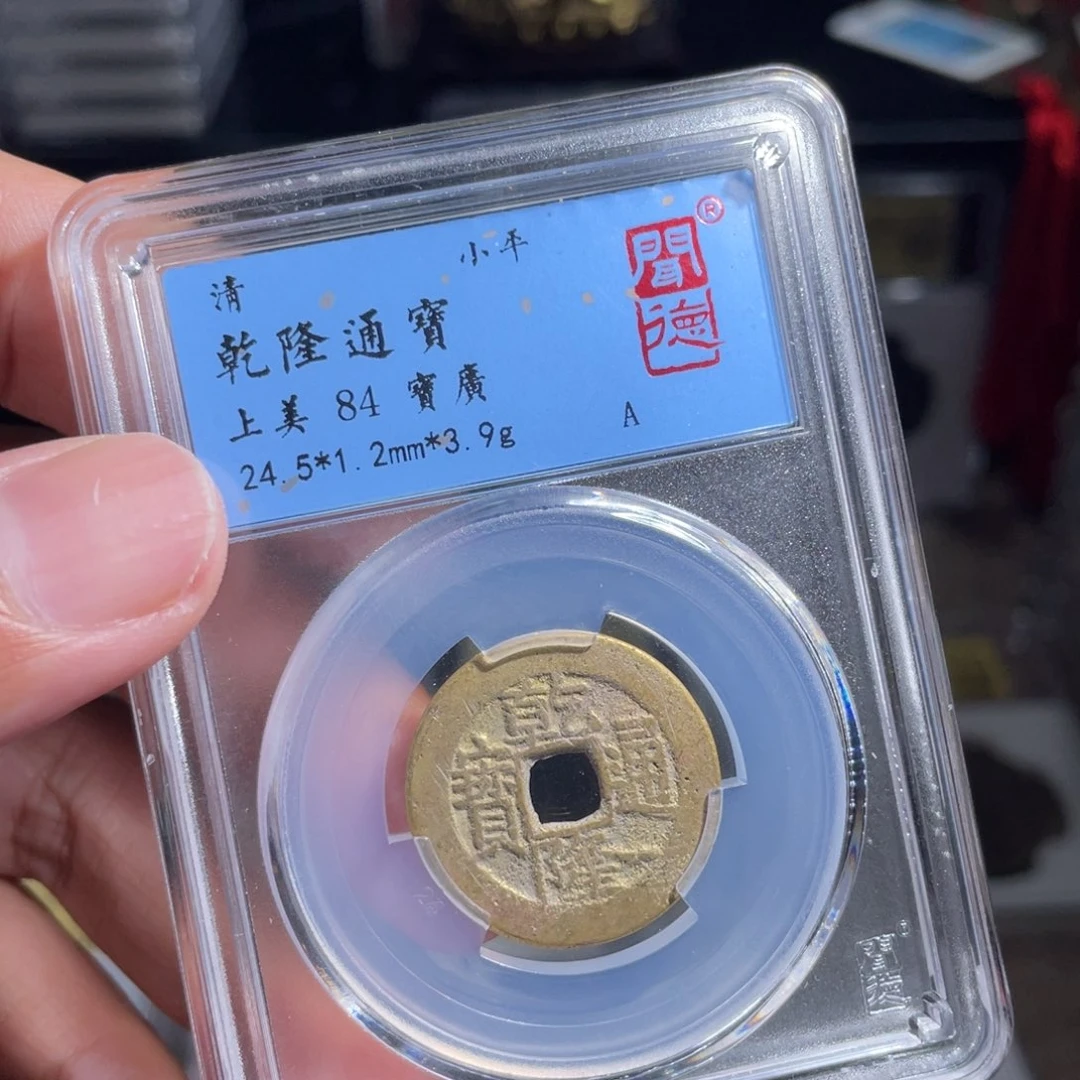 清 小平
乾隆通寶
上美 84 寶廣
24.5*1.2mm*3.9g
A
聞德®
乾隆通寶